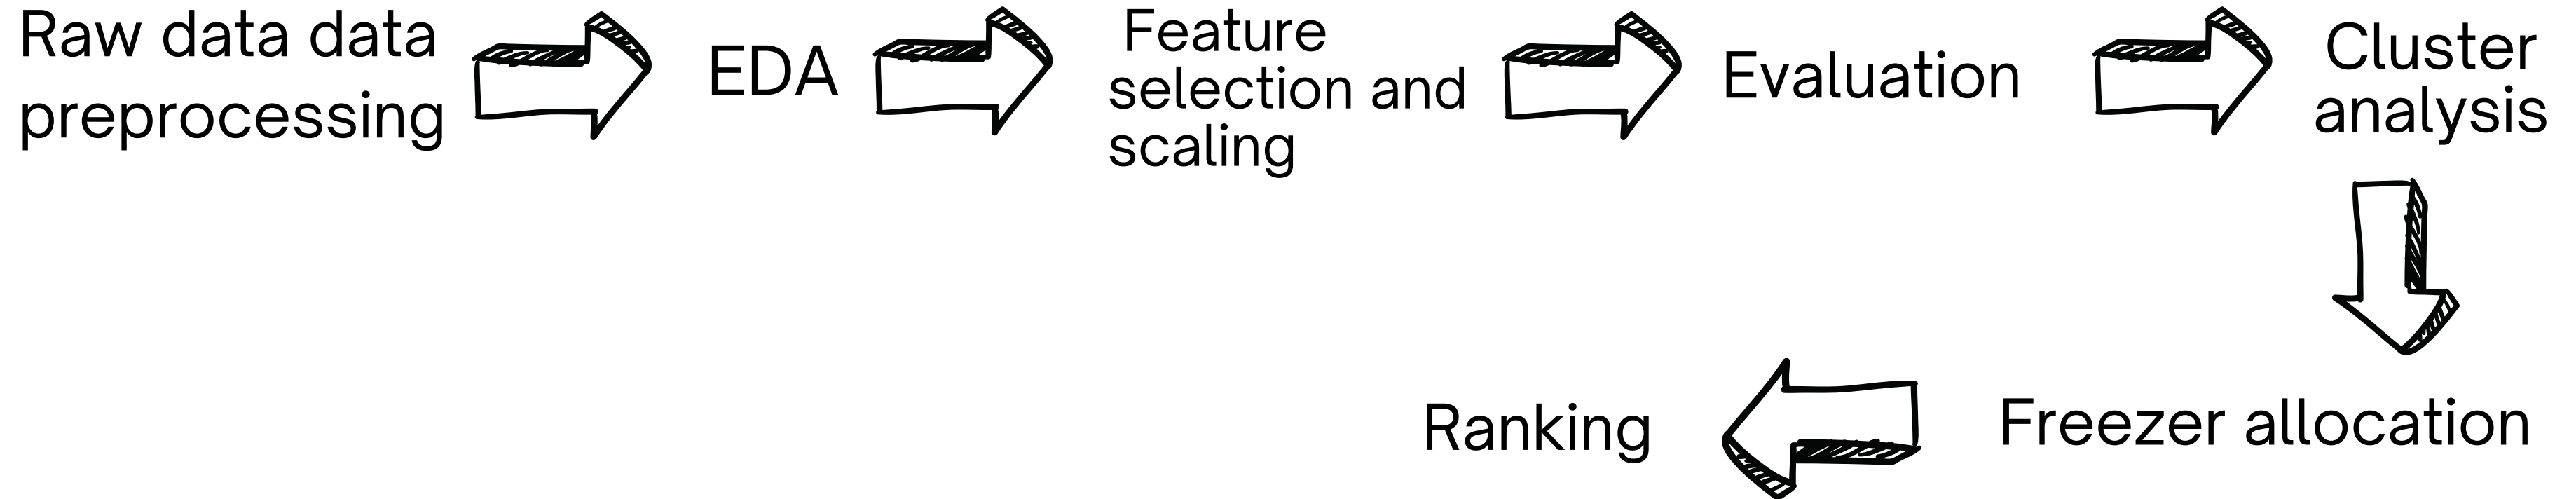 Raw data data
preprocessing
EDA
Feature
selection and
scaling
Evaluation
Cluster
analysis
Freezer allocation
Ranking